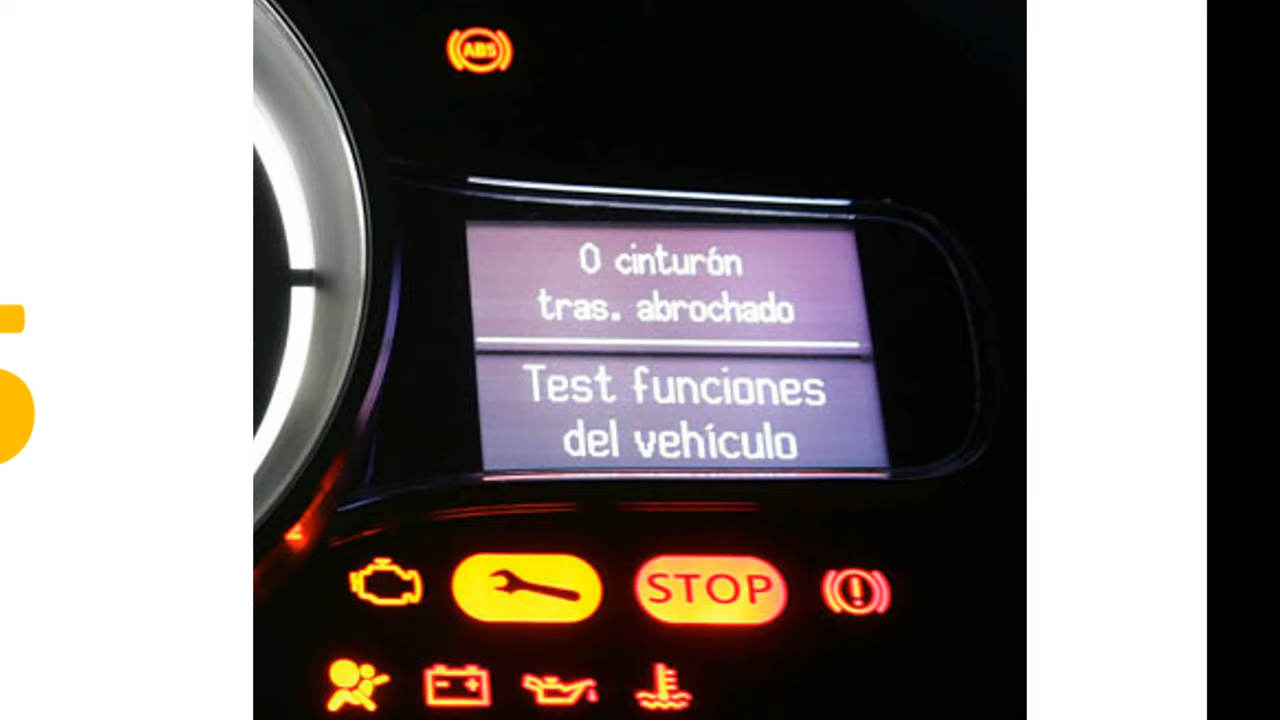 ABS
0 cinturón
tras. abrochado
Test funciones
del vehículo
STOP